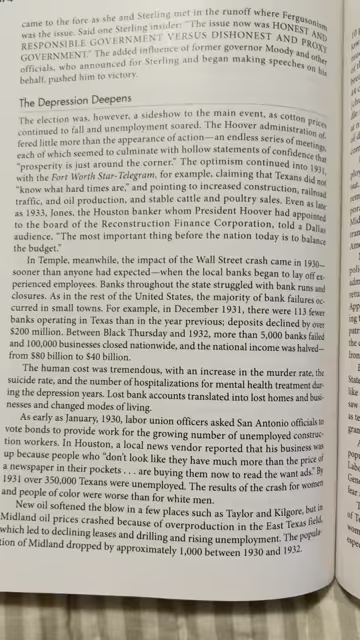 came to the fore as she and Sterling met in the runoff where Fergusonism
was the issue. Said one Sterling insider: "The issue now was HONEST AND
RESPONSIBLE GOVERNMENT VERSUS DISHONEST AND PROXY
GOVERNMENT." The added influence of former governor Moody and other
officials, who announced for Sterling and began making speeches on his
behalf, pushed him to victory.
The Depression Deepens
The election was, however, a sideshow to the main event, as cotton prices
continued to fall and unemployment soared. The Hoover administration of-
fered little more than the appearance of action—an endless series of meetings,
each of which seemed to culminate with hollow statements of confidence that
"prosperity is just around the corner." The optimism continued into 1931,
with the Fort Worth Star-Telegram, for example, claiming that Texans did not
"know what hard times are," and pointing to increased construction, railroad
traffic, and oil production, and stable cattle and poultry sales. Even as late
as 1933, Jones, the Houston banker whom President Hoover had appointed
to the board of the Reconstruction Finance Corporation, told a Dallas
audience. "The most important thing before the nation today is to balance
the budget."
In Temple, meanwhile, the impact of the Wall Street crash came in 1930—
sooner than anyone had expected—when the local banks began to lay off ex-
perienced employees. Banks throughout the state struggled with bank runs and
closures. As in the rest of the United States, the majority of bank failures oc-
curred in small towns. For example, in December 1931, there were 113 fewer
banks operating in Texas than in the year previous; deposits declined by over
$200 million. Between Black Thursday and 1932, more than 5,000 banks failed
and 100,000 businesses closed nationwide, and the national income was halved—
from $80 billion to $40 billion.
The human cost was tremendous, with an increase in the murder rate, the
suicide rate, and the number of hospitalizations for mental health treatment dur-
ing the depression years. Lost bank accounts translated into lost homes and busi-
nesses and changed modes of living.
As early as January, 1930, labor union officers asked San Antonio officials to
vote bonds to provide work for the growing number of unemployed construc-
tion workers. In Houston, a local news vendor reported that his business was
up because people who "don't look like they have much more than the price of
a newspaper in their pockets . . . are buying them now to read the want ads." By
1931 over 350,000 Texans were unemployed. The results of the crash for women
and people of color were worse than for white men.
New oil softened the blow in a few places such as Taylor and Kilgore, but in
Midland oil prices crashed because of overproduction in the East Texas field,
which led to declining leases and drilling and rising unemployment. The popula-
tion of Midland dropped by approximately 1,000 between 1930 and 1932.